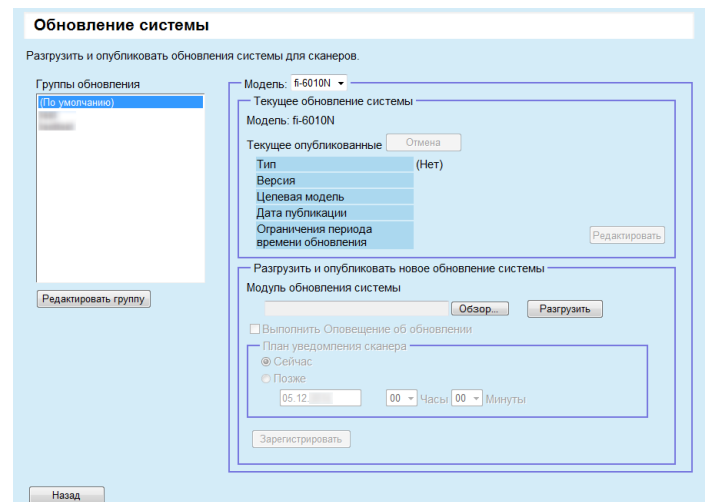 Обновление системы
Разгрузить и опубликовать обновления системы для сканеров.
Группы обновления
(По умолчанию)
Редактировать группу
Модель: fi-6010N
Текущее обновление системы
Модель: fi-6010N
Текущее опубликованные Отмена
Тип (Нет)
Версия
Целевая модель
Дата публикации
Ограничения периода
времени обновления
Редактировать
Разгрузить и опубликовать новое обновление системы
Модуль обновления системы
Обзор... Разгрузить
Выполнить Оповещение об обновлении
План уведомления сканера
Сейчас
Позже
05.12. 00 Часы 00 Минуты
Зарегистрировать
Назад